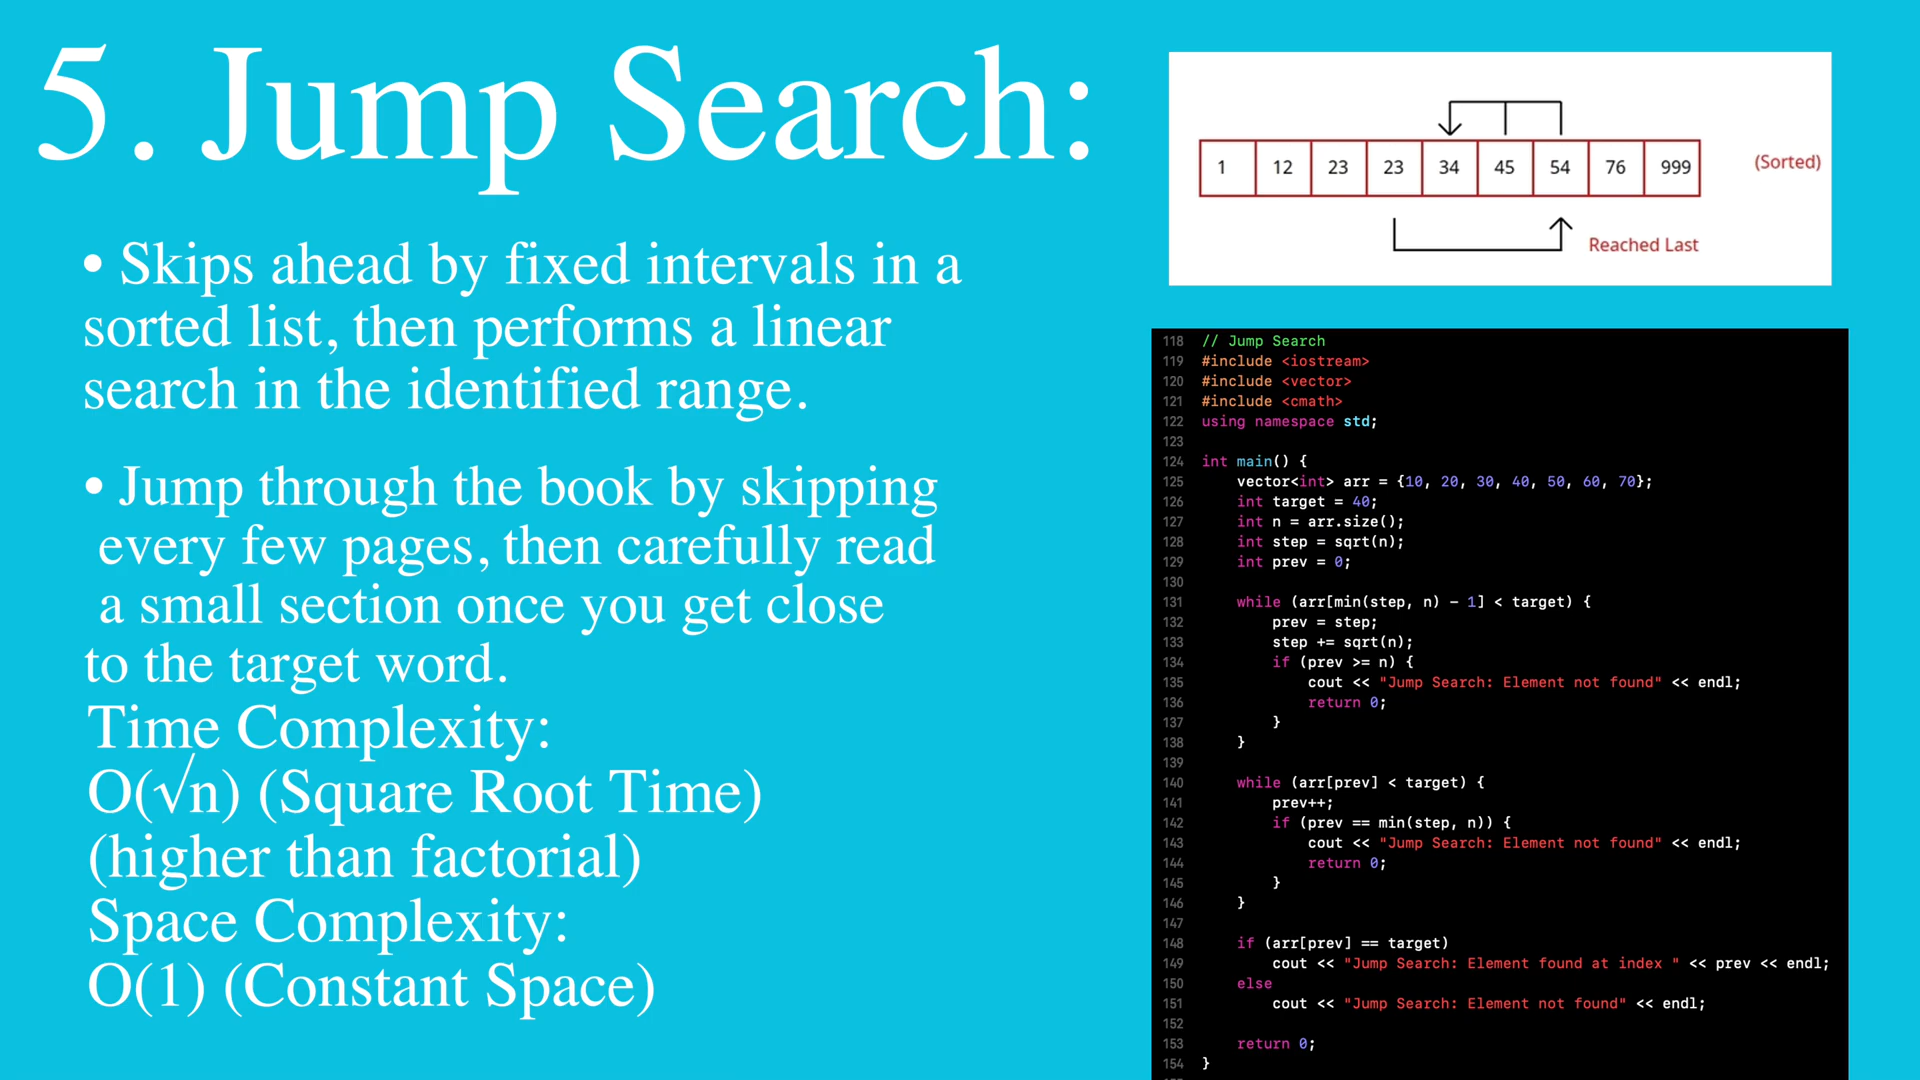 5. Jump Search:
• Skips ahead by fixed intervals in a
sorted list, then performs a linear
search in the identified range.
• Jump through the book by skipping
every few pages, then carefully read
a small section once you get close
to the target word.
Time Complexity:
O(√n) (Square Root Time)
(higher than factorial)
Space Complexity:
O(1) (Constant Space)
1 12 23 23 34 45 54 76 999 (Sorted)
Reached Last
118 // Jump Search
119 #include <iostream>
120 #include <vector>
121 #include <cmath>
122 using namespace std;
123
124 int main() {
125     vector<int> arr = {10, 20, 30, 40, 50, 60, 70};
126     int target = 40;
127     int n = arr.size();
128     int step = sqrt(n);
129     int prev = 0;
130
131     while (arr[min(step, n) - 1] < target) {
132         prev = step;
133         step += sqrt(n);
134         if (prev >= n) {
135             cout << "Jump Search: Element not found" << endl;
136             return 0;
137         }
138     }
139
140     while (arr[prev] < target) {
141         prev++;
142         if (prev == min(step, n)) {
143             cout << "Jump Search: Element not found" << endl;
144             return 0;
145         }
146     }
147
148     if (arr[prev] == target)
149         cout << "Jump Search: Element found at index " << prev << endl;
150     else
151         cout << "Jump Search: Element not found" << endl;
152
153     return 0;
154 }